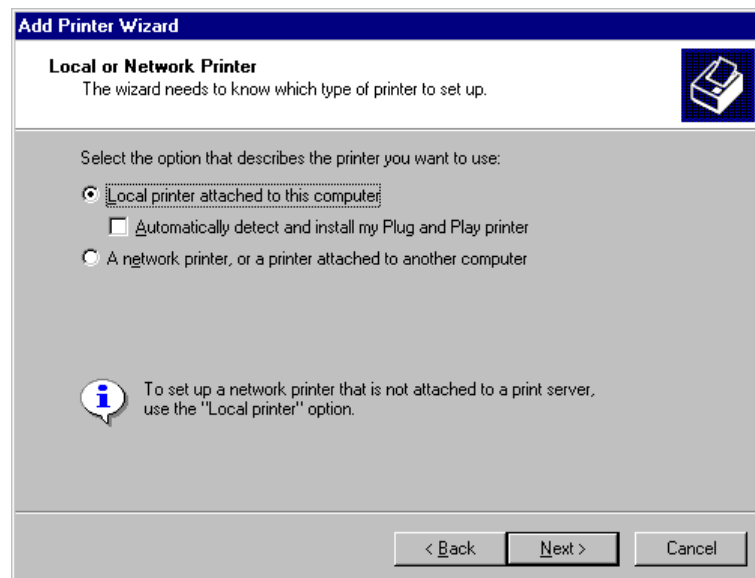 Add Printer Wizard
Local or Network Printer
The wizard needs to know which type of printer to set up.
Select the option that describes the printer you want to use:
Local printer attached to this computer
Automatically detect and install my Plug and Play printer
A network printer, or a printer attached to another computer
To set up a network printer that is not attached to a print server,
use the "Local printer" option.
< Back Next > Cancel